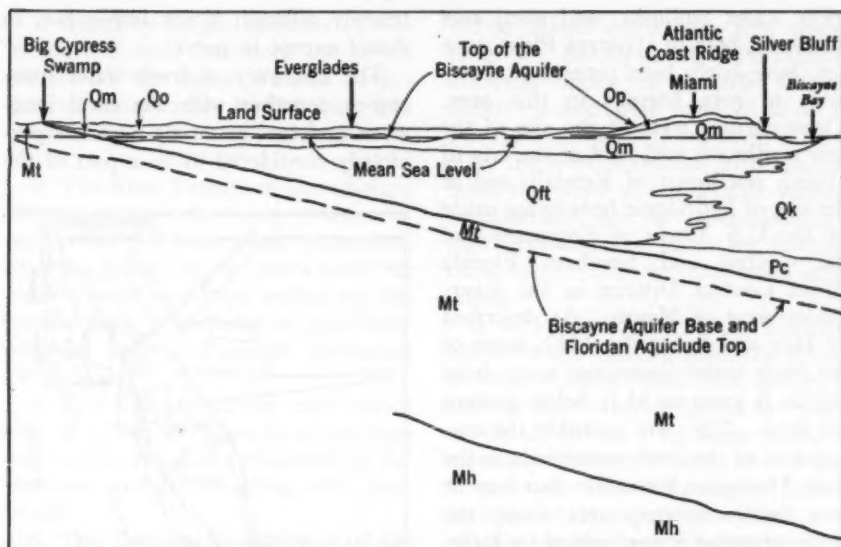 Big Cypress
Swamp
Qm
Qo
Everglades
Land Surface
Top of the
Biscayne Aquifer
Atlantic
Coast Ridge
Miami
Silver Bluff
Biscayne
Bay
Op
Qm
Qm
Mt
Mean Sea Level
Qft
Qk
Mt
Mt
Pc
Biscayne Aquifer Base and
Floridan Aquiclude Top
Mt
Mh
Mh